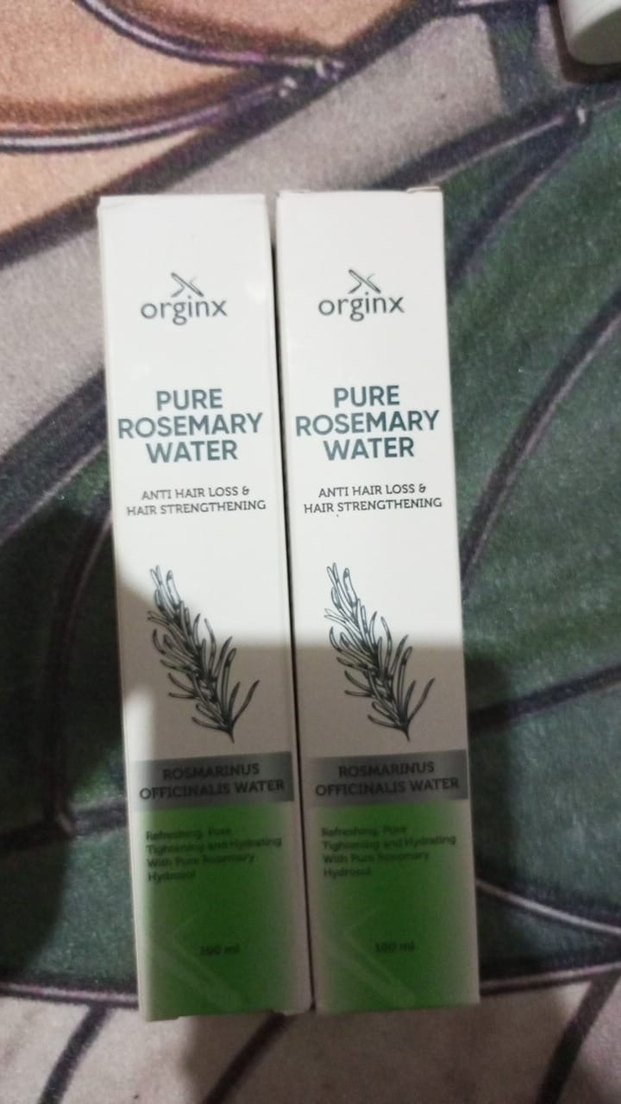 orginx
PURE
ROSEMARY
WATER
ANTI HAIR LOSS &
HAIR STRENGTHENING
ROSMARINUS
OFFICINALIS WATER
Refreshing, Pore
Tightening and Hydrating
With Pure Rosemary
Hydrosol
100 ml
orginx
PURE
ROSEMARY
WATER
ANTI HAIR LOSS &
HAIR STRENGTHENING
ROSMARINUS
OFFICINALIS WATER
Refreshing, Pure
Tightening and Hydrating
With Pure Rosemary
Hydrosol
100 ml